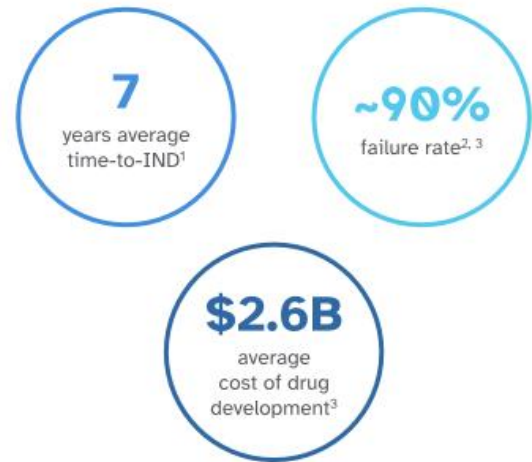 7
years average
time-to-IND¹
~90%
failure rate²˒ ³
$2.6B
average
cost of drug
development³